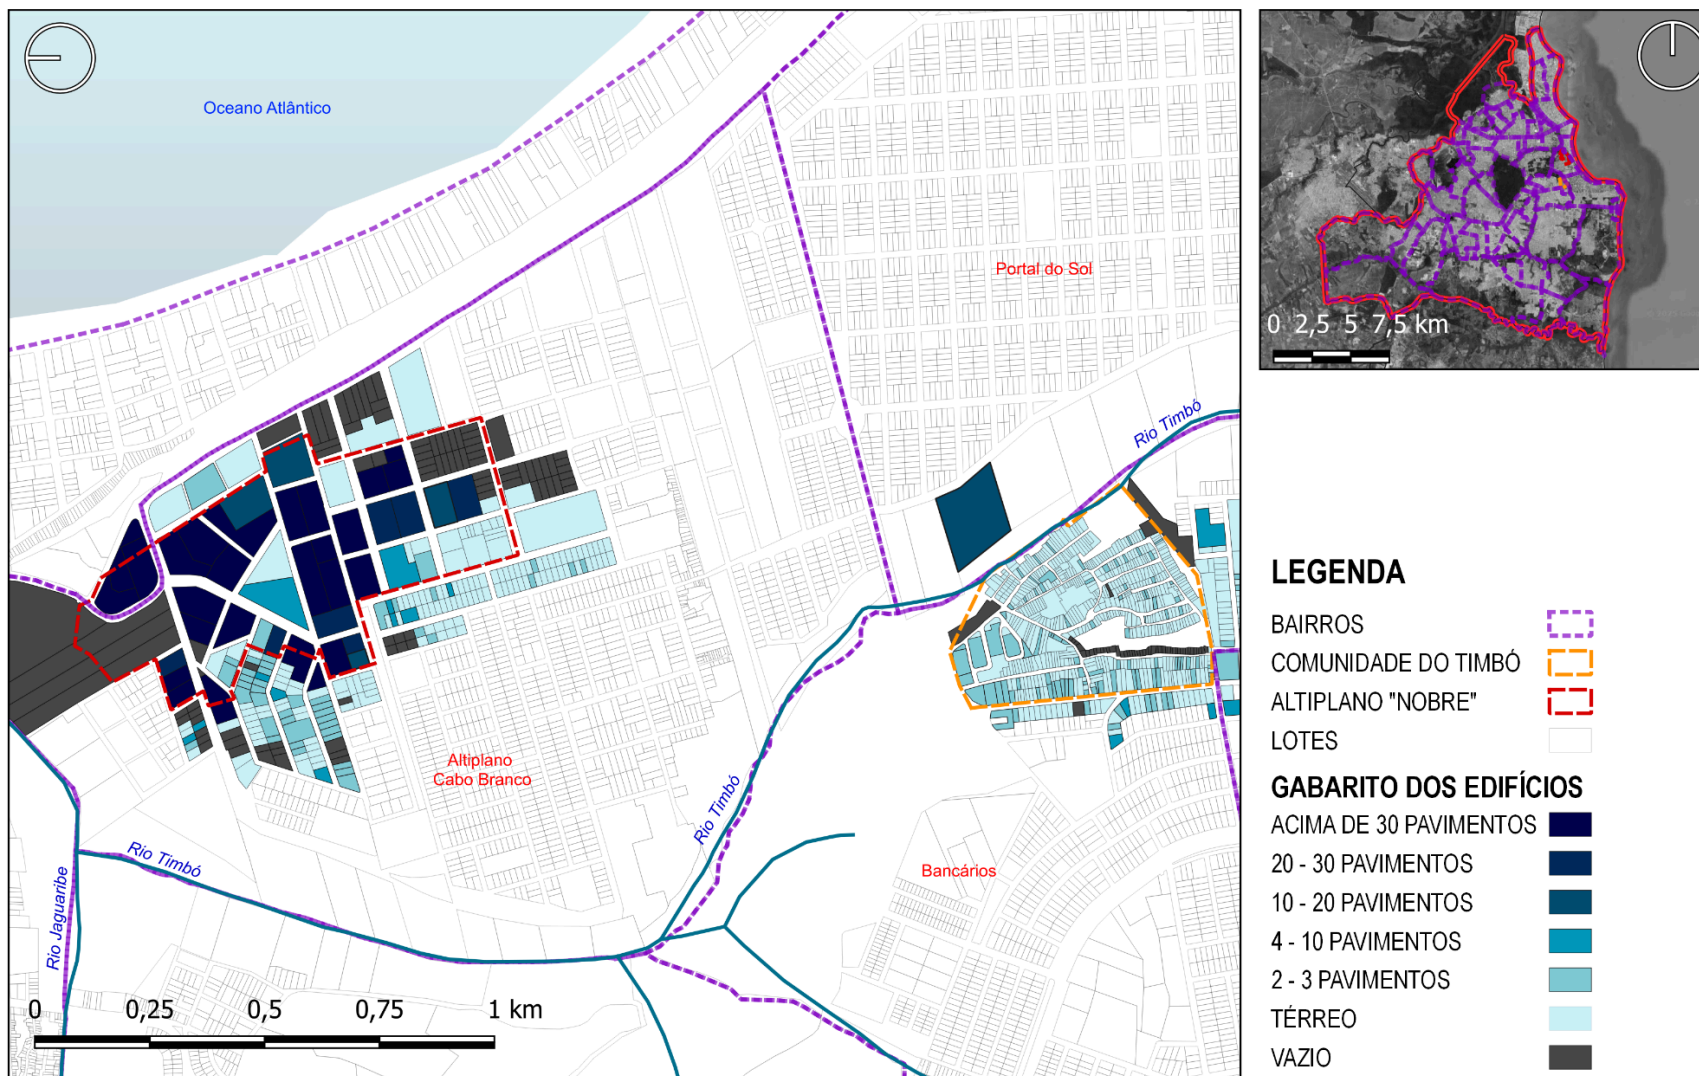 Oceano Atlântico
Portal do Sol
Rio Timbó
Altiplano
Cabo Branco
Rio Timbó
Rio Timbó
Rio Jaguaribe
Bancários
0 0,25 0,5 0,75 1 km
0 2,5 5 7,5 km
LEGENDA
BAIRROS
COMUNIDADE DO TIMBÓ
ALTIPLANO "NOBRE"
LOTES
GABARITO DOS EDIFÍCIOS
ACIMA DE 30 PAVIMENTOS
20 - 30 PAVIMENTOS
10 - 20 PAVIMENTOS
4 - 10 PAVIMENTOS
2 - 3 PAVIMENTOS
TÉRREO
VAZIO